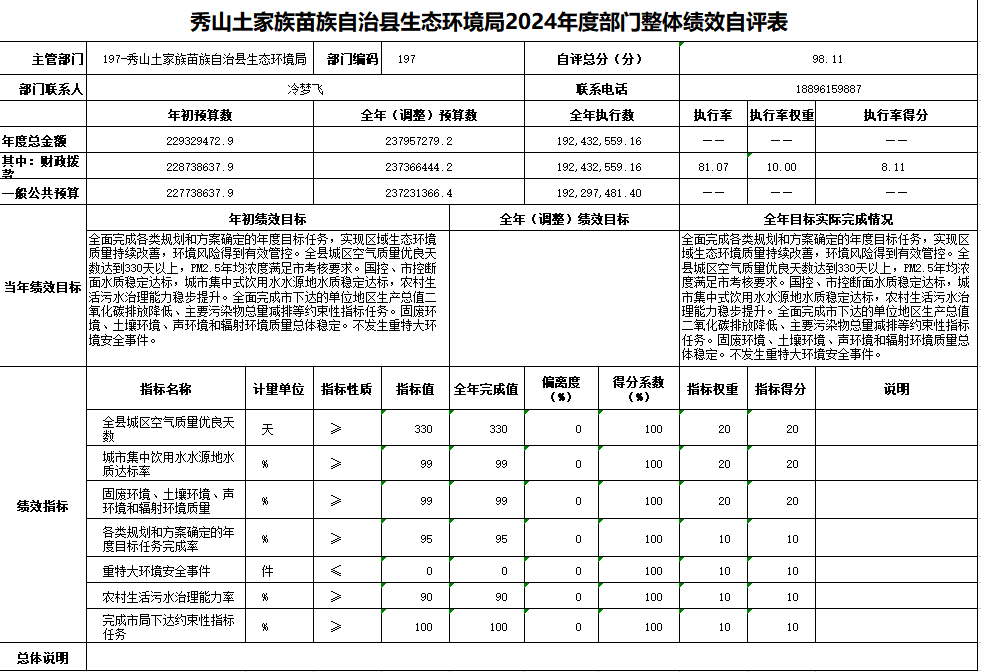 秀山土家族苗族自治县生态环境局2024年度部门整体绩效自评表
主管部门 197-秀山土家族苗族自治县生态环境局 部门编码 197 自评总分（分） 98.11
部门联系人 冷梦飞 联系电话 18896159887
年初预算数 全年（调整）预算数 全年执行数 执行率 执行率权重 执行率得分
年度总金额 229329472.9 237957279.2 192,432,559.16 —— —— ——
其中：财政拨款 228738637.9 237366444.2 192,432,559.16 81.07 10.00 8.11
一般公共预算 227738637.9 237231366.4 192,297,481.40 —— —— ——
当年绩效目标 年初绩效目标 全年（调整）绩效目标 全年目标实际完成情况
全面完成各类规划和方案确定的年度目标任务，实现区域生态环境
质量持续改善，环境风险得到有效管控。全县城区空气质量优良天
数达到330天以上，PM2.5年均浓度满足市考核要求。国控、市控断
面水质稳定达标，城市集中式饮用水水源地水质稳定达标，农村生
活污水治理能力稳步提升。全面完成市下达的单位地区生产总值二
氧化碳排放降低、主要污染物总量减排等约束性指标任务。固废环
境、土壤环境、声环境和辐射环境质量总体稳定。不发生重特大环
境安全事件。
全面完成各类规划和方案确定的年度目标任务，实现区
域生态环境质量持续改善，环境风险得到有效管控。全
县城区空气质量优良天数达到330天以上，PM2.5年均浓
度满足市考核要求。国控、市控断面水质稳定达标，城
市集中式饮用水水源地水质稳定达标，农村生活污水治
理能力稳步提升。全面完成市下达的单位地区生产总值
二氧化碳排放降低、主要污染物总量减排等约束性指标
任务。固废环境、土壤环境、声环境和辐射环境质量总
体稳定。不发生重特大环境安全事件。
绩效指标 指标名称 计量单位 指标性质 指标值 全年完成值 偏离度（%） 得分系数（%） 指标权重 指标得分 说明
全县城区空气质量优良天数 天 ≥ 330 330 0 100 20 20
城市集中饮用水水源地水质达标率 % ≥ 99 99 0 100 20 20
固废环境、土壤环境、声环境和辐射环境质量 % ≥ 99 99 0 100 20 20
各类规划和方案确定的年度目标任务完成率 % ≥ 95 95 0 100 10 10
重特大环境安全事件 件 ≤ 0 0 0 100 10 10
农村生活污水治理能力率 % ≥ 90 90 0 100 10 10
完成市局下达约束性指标任务 % ≥ 100 100 0 100 10 10
总体说明